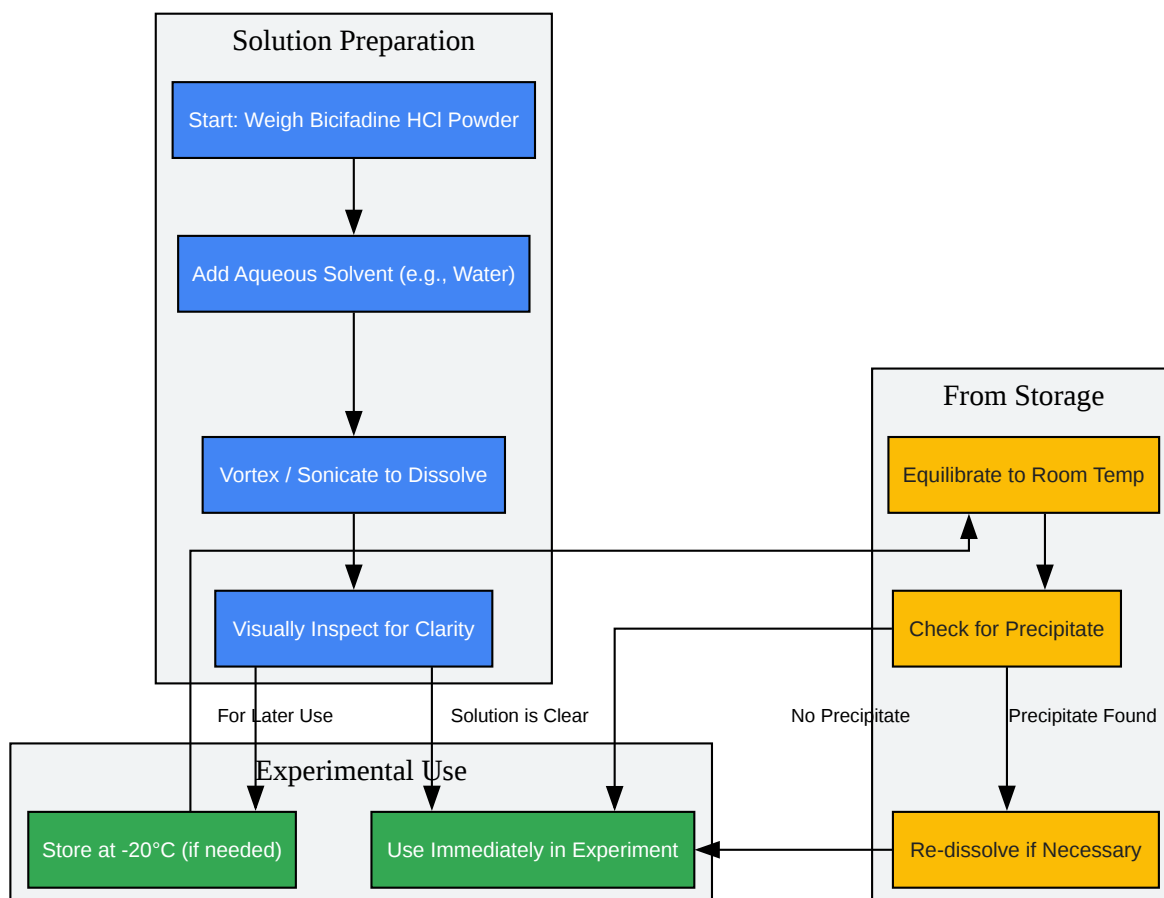 Solution Preparation
Start: Weigh Bicifadine HCl Powder
Add Aqueous Solvent (e.g., Water)
From Storage
Vortex / Sonicate to Dissolve
Equilibrate to Room Temp
Visually Inspect for Clarity
Check for Precipitate
For Later Use
Solution is Clear
No Precipitate
Precipitate Found
Experimental Use
Store at -20°C (if needed)
Use Immediately in Experiment
Re-dissolve if Necessary